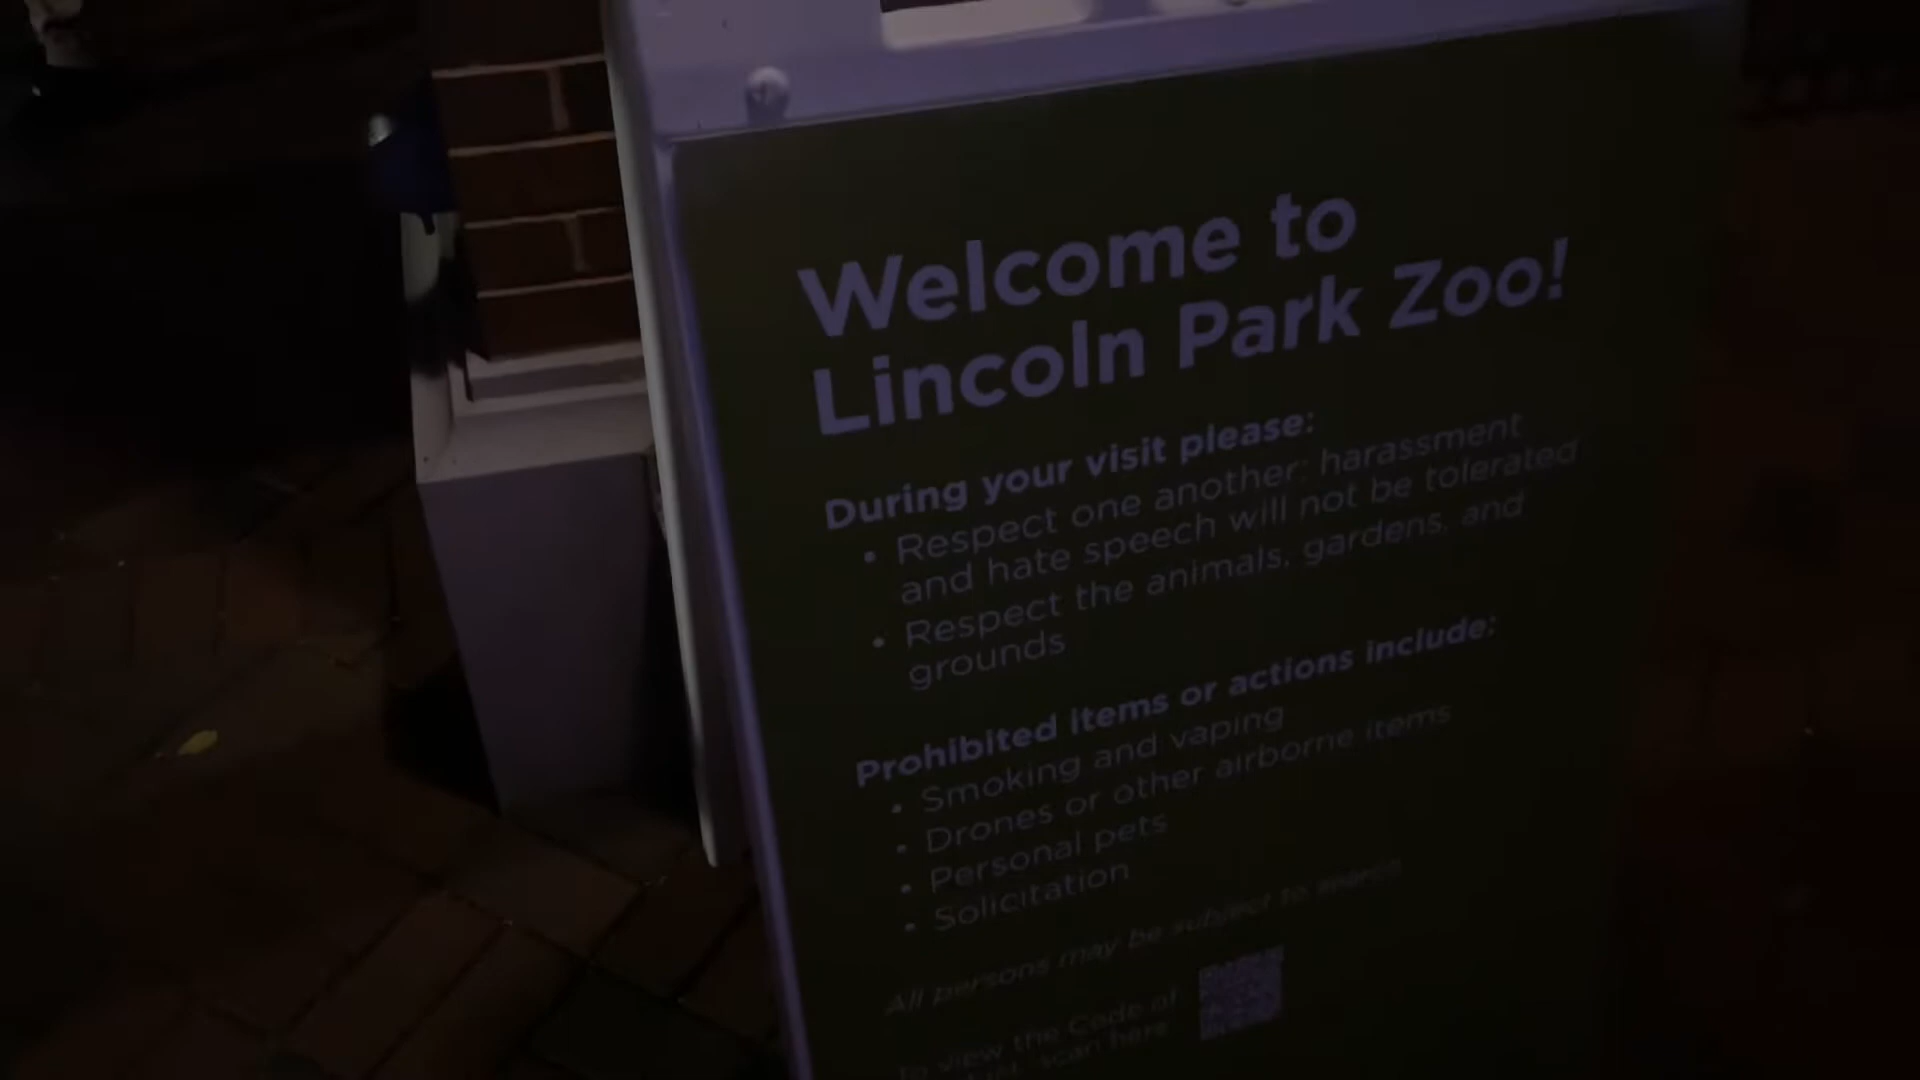 Welcome to
Lincoln Park Zoo!
During your visit please:
• Respect one another; harassment
and hate speech will not be tolerated
• Respect the animals, gardens, and
grounds
Prohibited items or actions include:
• Smoking and vaping
• Drones or other airborne items
• Personal pets
• Solicitation
All persons may be subject to search
To view the Code of
scan here